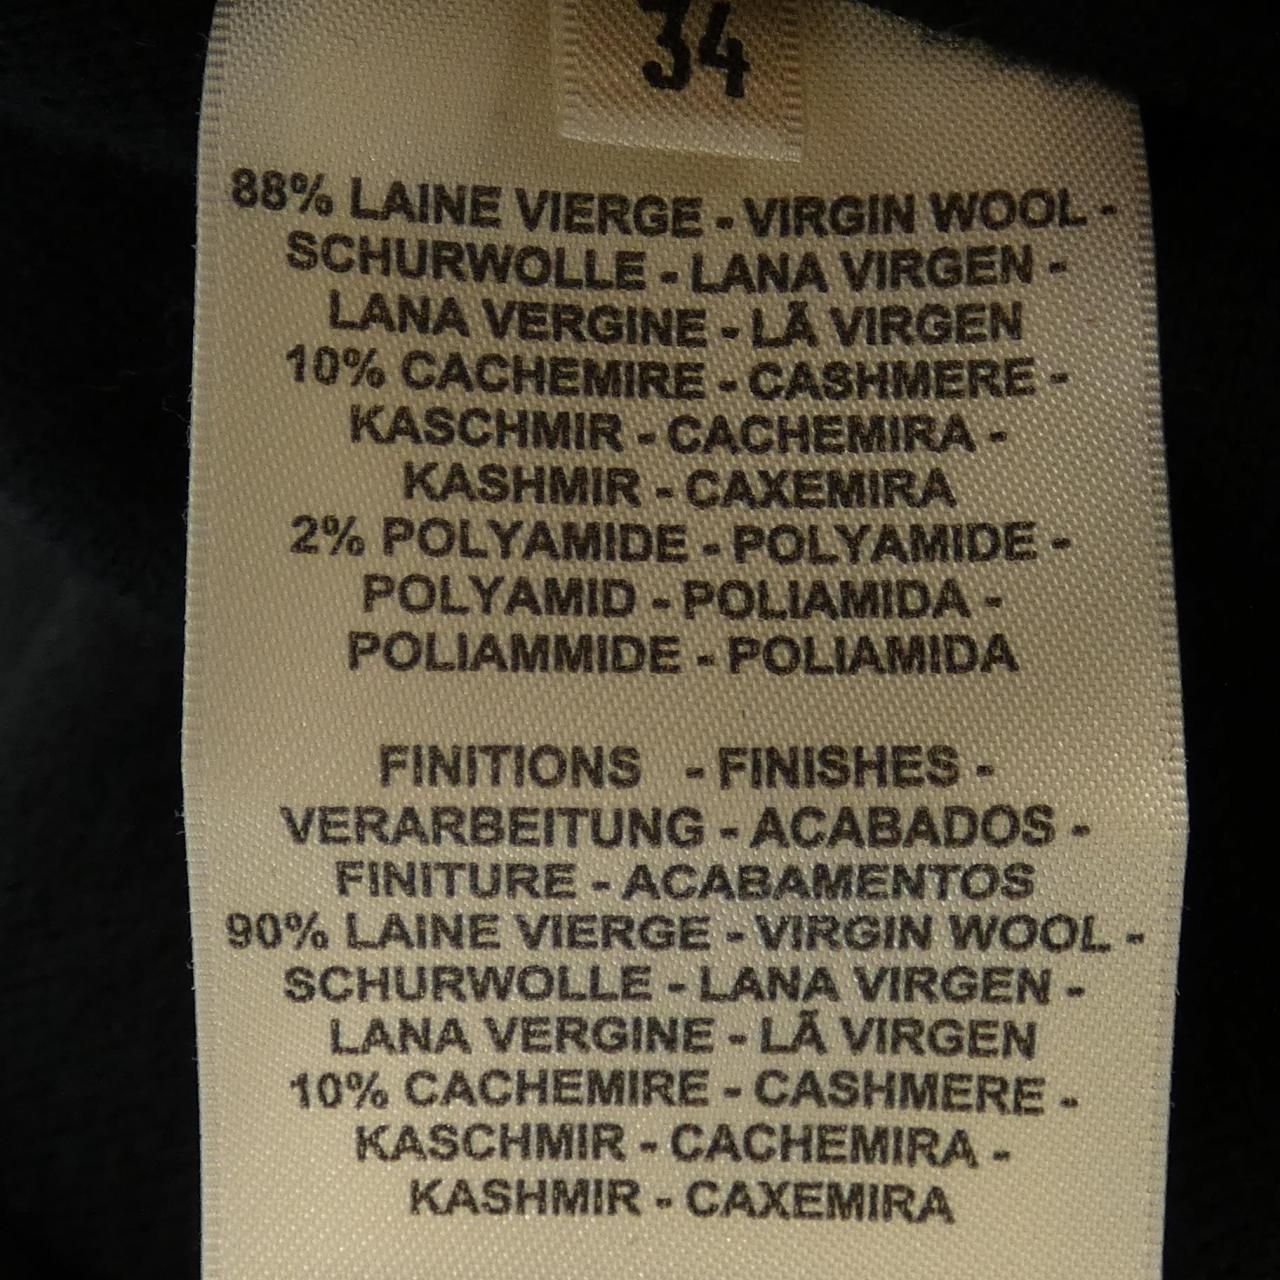 34
88% LAINE VIERGE - VIRGIN WOOL -
SCHURWOLLE - LANA VIRGEN -
LANA VERGINE - LÃ VIRGEN
10% CACHEMIRE - CASHMERE -
KASCHMIR - CACHEMIRA -
KASHMIR - CAXEMIRA
2% POLYAMIDE - POLYAMIDE -
POLYAMID - POLIAMIDA -
POLIAMMIDE - POLIAMIDA
FINITIONS - FINISHES -
VERARBEITUNG - ACABADOS -
FINITURE - ACABAMENTOS
90% LAINE VIERGE - VIRGIN WOOL -
SCHURWOLLE - LANA VIRGEN -
LANA VERGINE - LÃ VIRGEN
10% CACHEMIRE - CASHMERE -
KASCHMIR - CACHEMIRA -
KASHMIR - CAXEMIRA